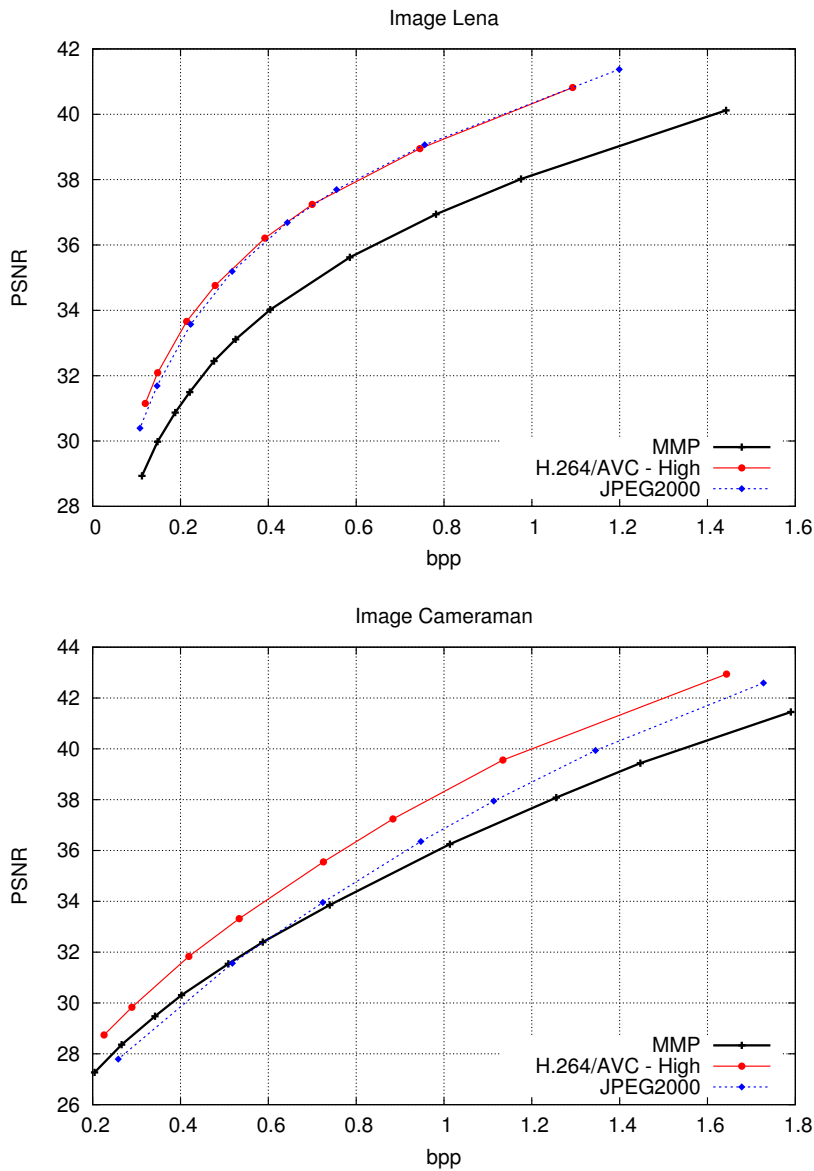 Image Lena
42
40
38
36
34
32
30
28
PSNR
MMP
H.264/AVC - High
JPEG2000
0 0.2 0.4 0.6 0.8 1 1.2 1.4 1.6
bpp
Image Cameraman
44
42
40
38
36
34
32
30
28
26
PSNR
MMP
H.264/AVC - High
JPEG2000
0.2 0.4 0.6 0.8 1 1.2 1.4 1.6 1.8
bpp